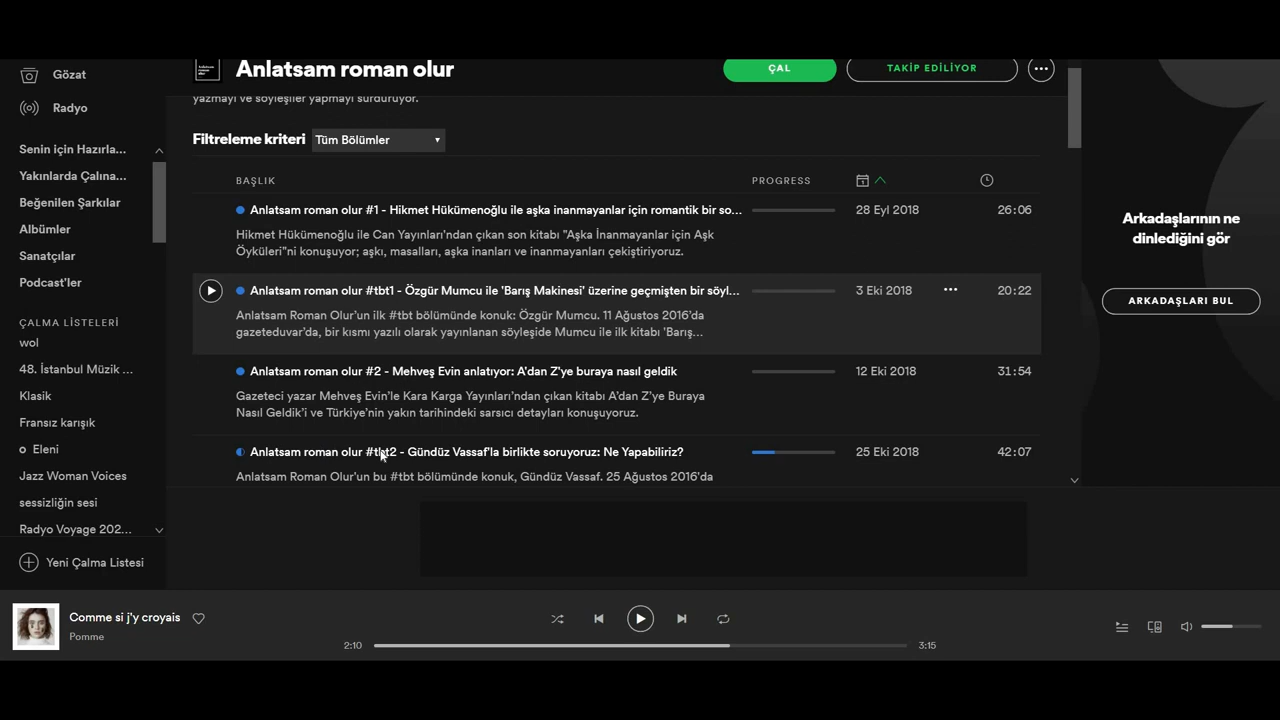 Gözat
Radyo
Senin için Hazırla...
Yakınlarda Çalına...
Beğenilen Şarkılar
Albümler
Sanatçılar
Podcast'ler
ÇALMA LİSTELERİ
wol
48. İstanbul Müzik ...
Klasik
Fransız karışık
Eleni
Jazz Woman Voices
sessizliğin sesi
Radyo Voyage 202...
Yeni Çalma Listesi
Anlatsam roman olur
ÇAL
TAKİP EDİLİYOR
yazmayı ve söyleşiler yapmayı sürdürüyor.
Filtreleme kriteri Tüm Bölümler
BAŞLIK PROGRESS
Anlatsam roman olur #1 - Hikmet Hükümenoğlu ile aşka inanmayanlar için romantik bir so... 28 Eyl 2018 26:06
Hikmet Hükümenoğlu ile Can Yayınları'ndan çıkan son kitabı "Aşka İnanmayanlar için Aşk
Öyküleri"ni konuşuyor; aşkı, masalları, aşka inanları ve inanmayanları çekiştiriyoruz.
Anlatsam roman olur #tbt1 - Özgür Mumcu ile 'Barış Makinesi' üzerine geçmişten bir söyl... 3 Eki 2018 20:22
Anlatsam Roman Olur'un ilk #tbt bölümünde konuk: Özgür Mumcu. 11 Ağustos 2016'da
gazeteduvar'da, bir kısmı yazılı olarak yayınlanan söyleşide Mumcu ile ilk kitabı 'Barış...
Anlatsam roman olur #2 - Mehveş Evin anlatıyor: A'dan Z'ye buraya nasıl geldik 12 Eki 2018 31:54
Gazeteci yazar Mehveş Evin'le Kara Karga Yayınları'ndan çıkan kitabı A'dan Z'ye Buraya
Nasıl Geldik'i ve Türkiye'nin yakın tarihindeki sarsıcı detayları konuşuyoruz.
Anlatsam roman olur #tbt2 - Gündüz Vassaf'la birlikte soruyoruz: Ne Yapabiliriz? 25 Eki 2018 42:07
Anlatsam Roman Olur'un bu #tbt bölümünde konuk, Gündüz Vassaf. 25 Ağustos 2016'da
Arkadaşlarının ne
dinlediğini gör
ARKADAŞLARI BUL
Comme si j'y croyais
Pomme
2:10 3:15